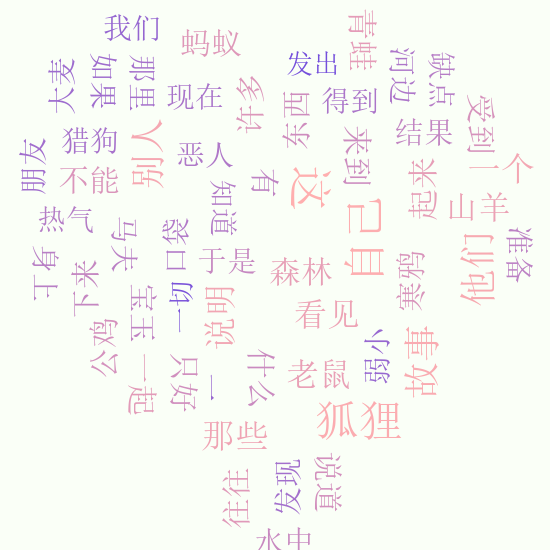 我们
蚂蚁
青蛙
发出
河边
缺点
大麦
如果
那里
现在
许多
东西
得到
受到
结果
来到
猎狗
别人
恶人
朋友
不能
知道
有
这
起来
一个
山羊
自己
热气
马夫
口袋
于是
森林
寒鸦
他们
准备
身上
下来
宝玉
一切
说明
看见
公鸡
一起
只好
一
什么
老鼠
弱小
故事
那些
狐狸
往往
发现
说道
水中